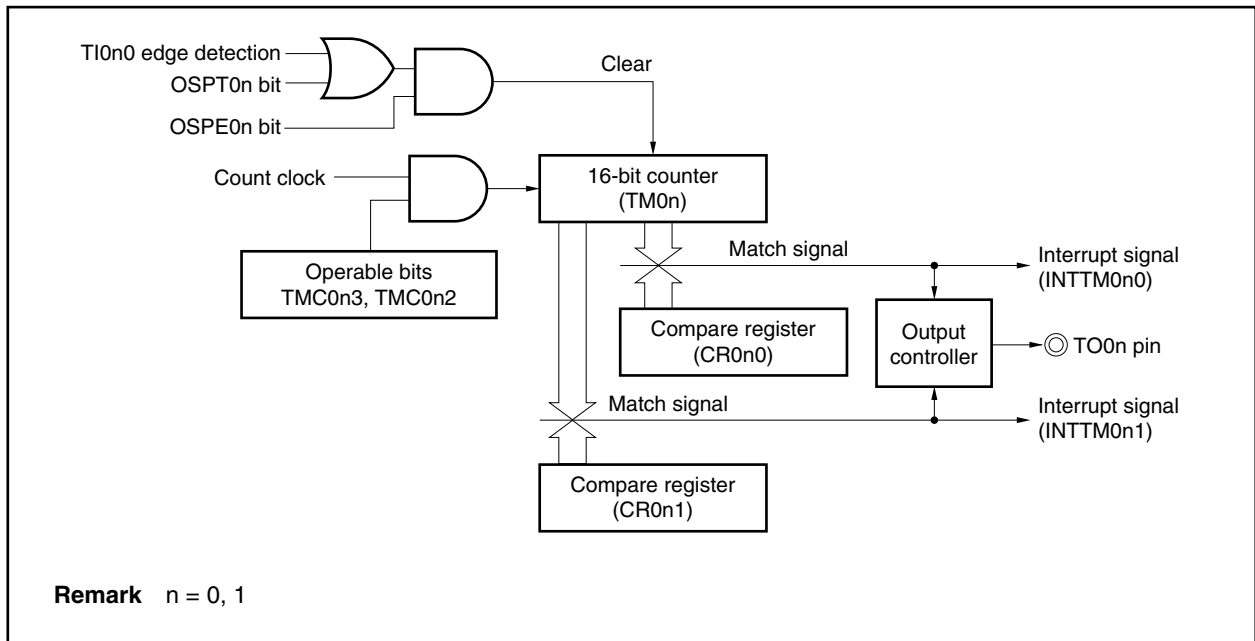 TI0n0 edge detection
OSPT0n bit
OSPE0n bit
Clear
Count clock
16-bit counter
(TM0n)
Operable bits
TMC0n3, TMC0n2
Match signal
Interrupt signal
(INTTM0n0)
Compare register
(CR0n0)
Output
controller
TO0n pin
Match signal
Interrupt signal
(INTTM0n1)
Compare register
(CR0n1)
Remark n = 0, 1